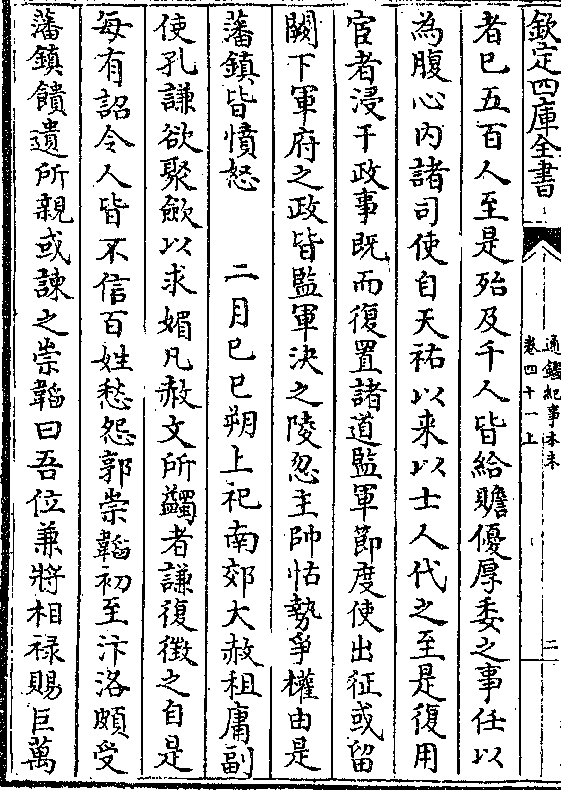 欽定四庫全書
通鑑紀事本末
卷四十一上
二
者已五百人至是殆及千人皆給贍優厚委之事任以
為腹心内諸司使自天祐以来以士人代之至是復用
宦者浸干政事既而復置諸道監軍節度使出征或留
闕下軍府之政皆監軍決之陵忽主帥怙勢爭權由是
藩鎮皆憤怒　二月己巳朔上祀南郊大赦租庸副
使孔謙欲聚歛以求媚凡赦文所蠲者謙復徴之自是
每有詔令人皆不信百姓愁怨郭崇韜初至汴洛頗受
藩鎮饋遺所親或諫之崇韜曰吾位兼將相禄賜巨萬